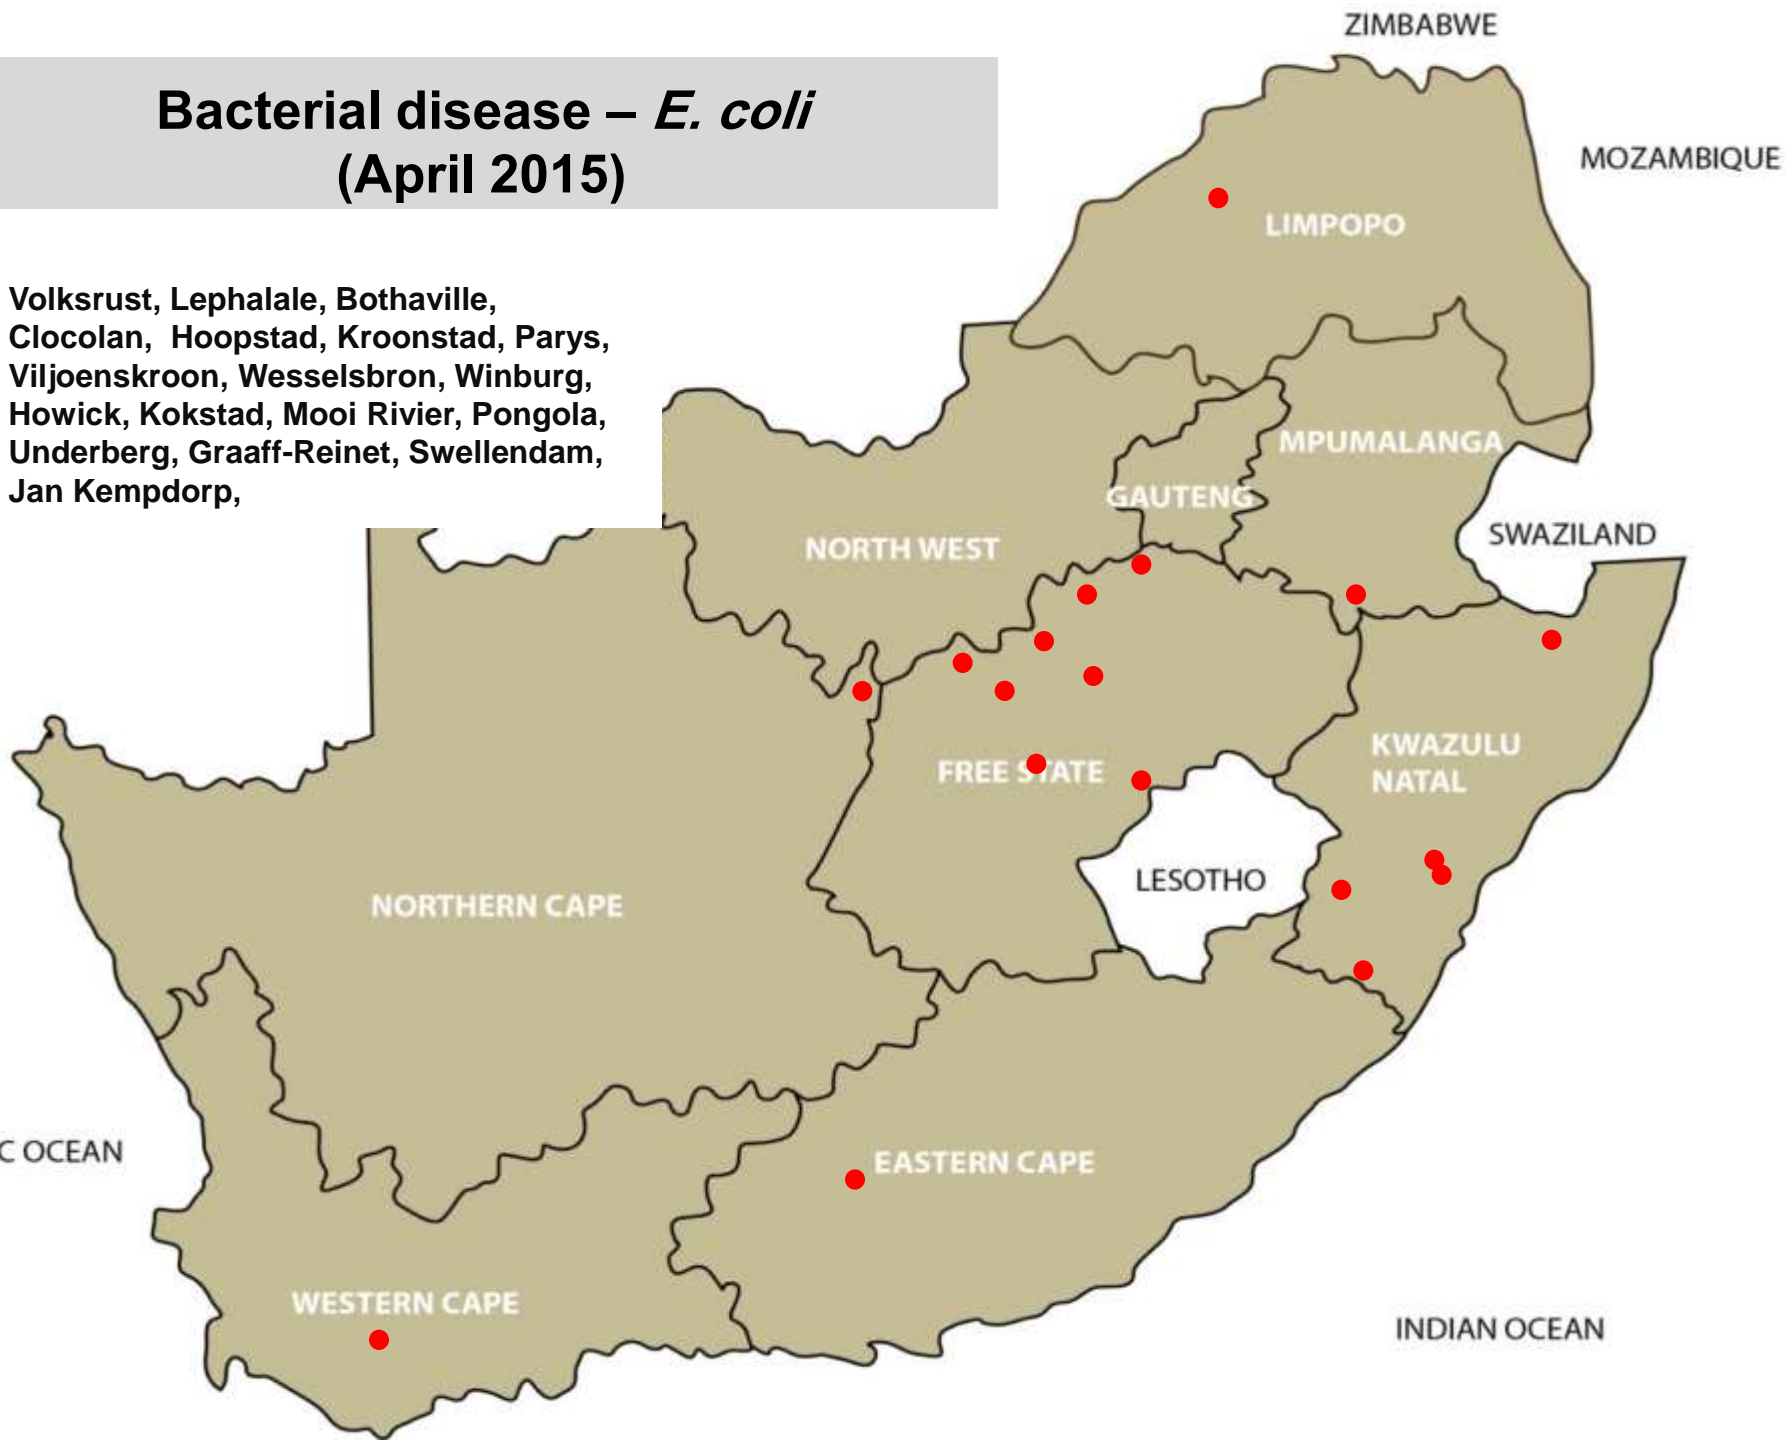 ZIMBABWE
Bacterial disease – E. coli
(April 2015)
MOZAMBIQUE
LIMPOPO
Volksrust, Lephalale, Bothaville,
Clocolan, Hoopstad, Kroonstad, Parys,
Viljoenskroon, Wesselsbron, Winburg,
Howick, Kokstad, Mooi Rivier, Pongola,
Underberg, Graaff-Reinet, Swellendam,
Jan Kempdorp,
MPUMALANGA
GAUTENG
SWAZILAND
NORTH WEST
KWAZULU
NATAL
FREE STATE
LESOTHO
NORTHERN CAPE
C OCEAN
EASTERN CAPE
WESTERN CAPE
INDIAN OCEAN